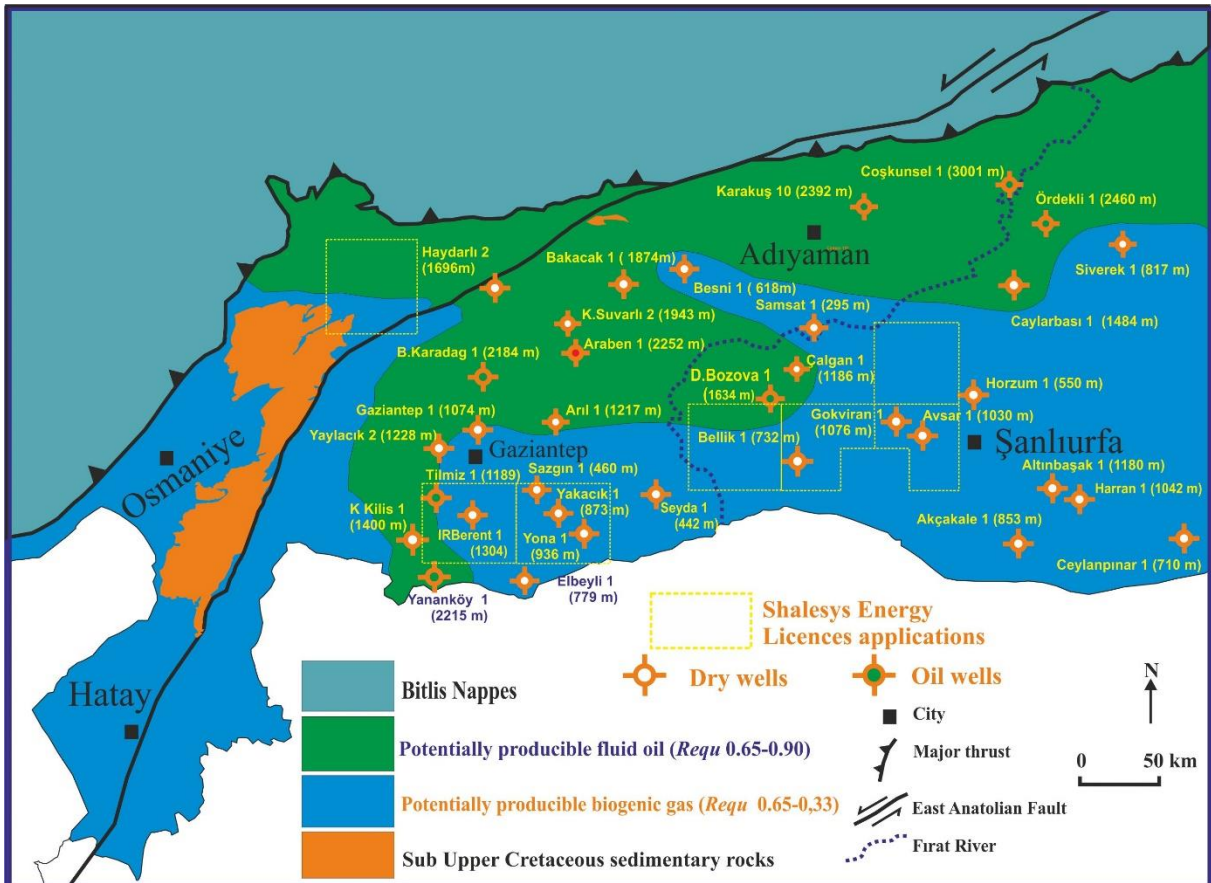 Coşkunsel 1 (3001 m)
Karakuş 10 (2392 m)
Ördekli 1 (2460 m)
Adıyaman
Haydarlı 2
(1696m)
Bakacak 1 ( 1874m)
Besni 1 ( 618m)
Siverek 1 (817 m)
Samsat 1 (295 m)
K.Suvarlı 2 (1943 m)
Caylarbası 1 (1484 m)
Araben 1 (2252 m)
B.Karadag 1 (2184 m)
Çalgan 1
(1186 m)
D.Bozova 1
(1634 m)
Horzum 1 (550 m)
Gaziantep 1 (1074 m)
Arıl 1 (1217 m)
Gokviran 1
(1076 m)
Avsar 1 (1030 m)
Yaylacık 2 (1228 m)
Bellik 1 (732 m)
Gaziantep
Şanlıurfa
Osmaniye
Tilmiz 1 (1189)
Sazgın 1 (460 m)
Altınbaşak 1 (1180 m)
Yakacık 1
(873 m)
Harran 1 (1042 m)
K Kilis 1
(1400 m)
Seyda 1
(442 m)
IRBerent 1
(1304)
Yona 1
(936 m)
Akçakale 1 (853 m)
Ceylanpınar 1 (710 m)
Yananköy 1
(2215 m)
Elbeyli 1
(779 m)
Hatay
Shalesys Energy
Licences applications
Dry wells
Oil wells
Bitlis Nappes
Potentially producible fluid oil (Requ 0.65-0.90)
Potentially producible biogenic gas (Requ 0.65-0,33)
Sub Upper Cretaceous sedimentary rocks
City
Major thrust
East Anatolian Fault
Fırat River
N
0 50 km